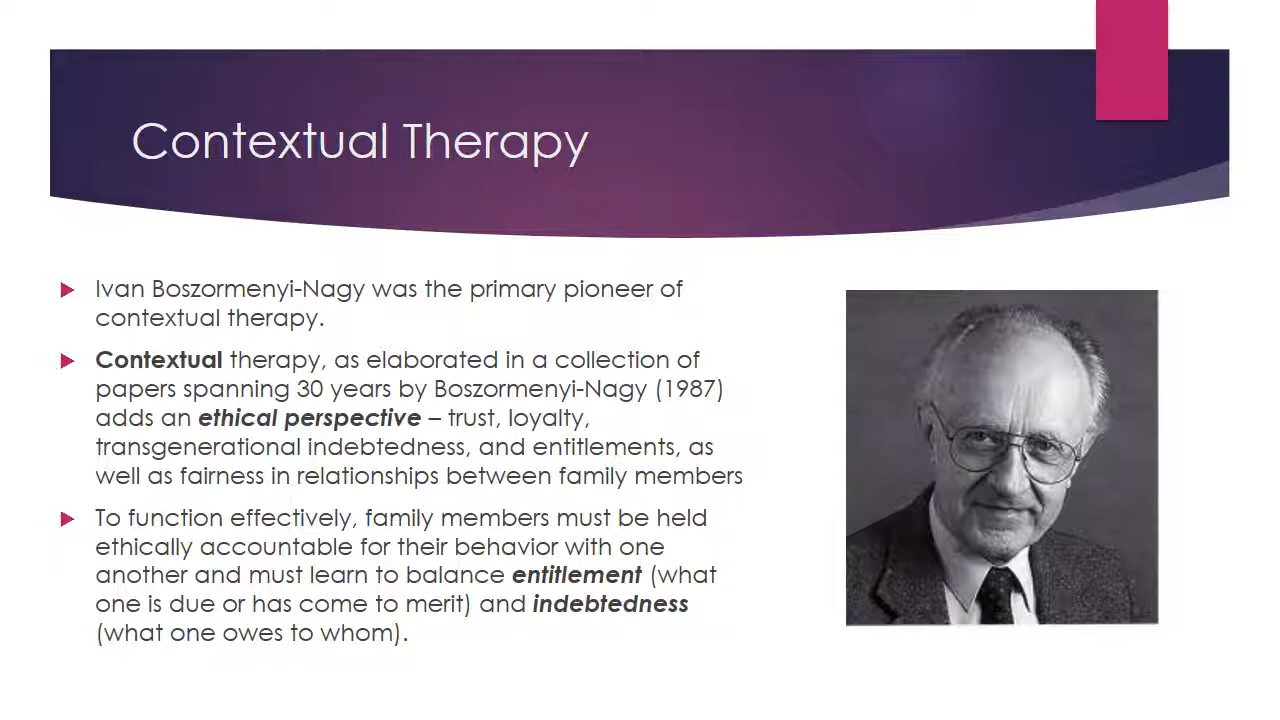 Contextual Therapy
Ivan Boszormenyi-Nagy was the primary pioneer of
contextual therapy.
Contextual therapy, as elaborated in a collection of
papers spanning 30 years by Boszormenyi-Nagy (1987)
adds an ethical perspective – trust, loyalty,
transgenerational indebtedness, and entitlements, as
well as fairness in relationships between family members
To function effectively, family members must be held
ethically accountable for their behavior with one
another and must learn to balance entitlement (what
one is due or has come to merit) and indebtedness
(what one owes to whom).